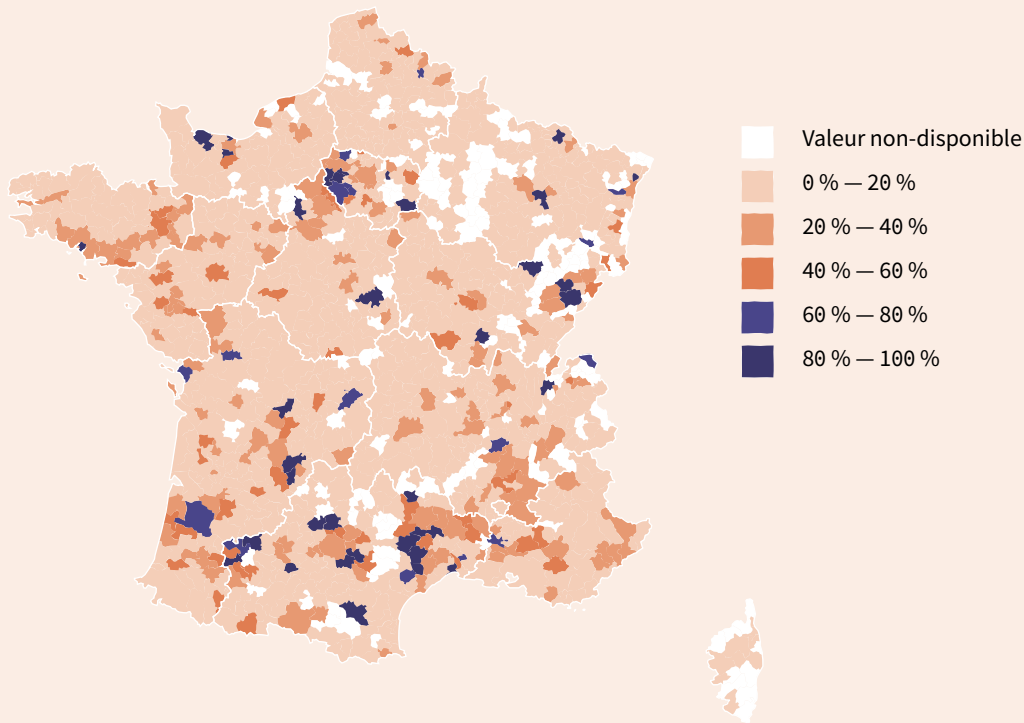 Valeur non-disponible
0 % — 20 %
20 % — 40 %
40 % — 60 %
60 % — 80 %
80 % — 100 %